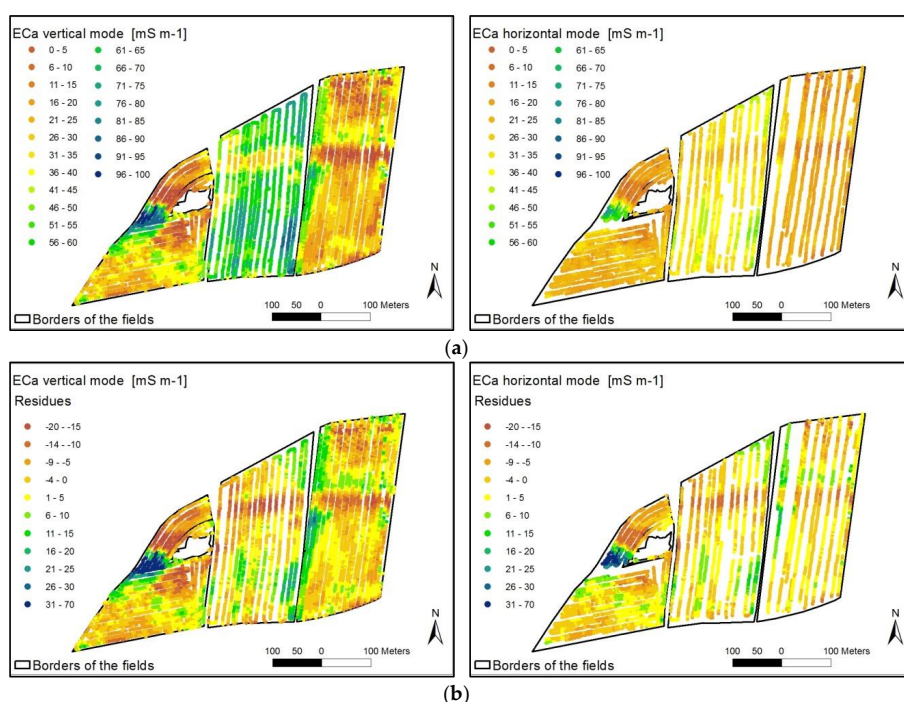 ECa vertical mode [mS m-1]
0 - 5
6 - 10
11 - 15
16 - 20
21 - 25
26 - 30
31 - 35
36 - 40
41 - 45
46 - 50
51 - 55
56 - 60
61 - 65
66 - 70
71 - 75
76 - 80
81 - 85
86 - 90
91 - 95
96 - 100
N
100 50 0 100 Meters
Borders of the fields
ECa horizontal mode [mS m-1]
0 - 5
6 - 10
11 - 15
16 - 20
21 - 25
26 - 30
31 - 35
36 - 40
41 - 45
46 - 50
51 - 55
56 - 60
61 - 65
66 - 70
71 - 75
76 - 80
81 - 85
86 - 90
91 - 95
96 - 100
N
100 50 0 100 Meters
Borders of the fields
(a)
ECa vertical mode [mS m-1]
Residues
-20 - -15
-14 - -10
-9 - -5
-4 - 0
1 - 5
6 - 10
11 - 15
16 - 20
21 - 25
26 - 30
31 - 70
N
100 50 0 100 Meters
Borders of the fields
ECa horizontal mode [mS m-1]
Residues
-20 - -15
-14 - -10
-9 - -5
-4 - 0
1 - 5
6 - 10
11 - 15
16 - 20
21 - 25
26 - 30
31 - 70
N
100 50 0 100 Meters
Borders of the fields
(b)